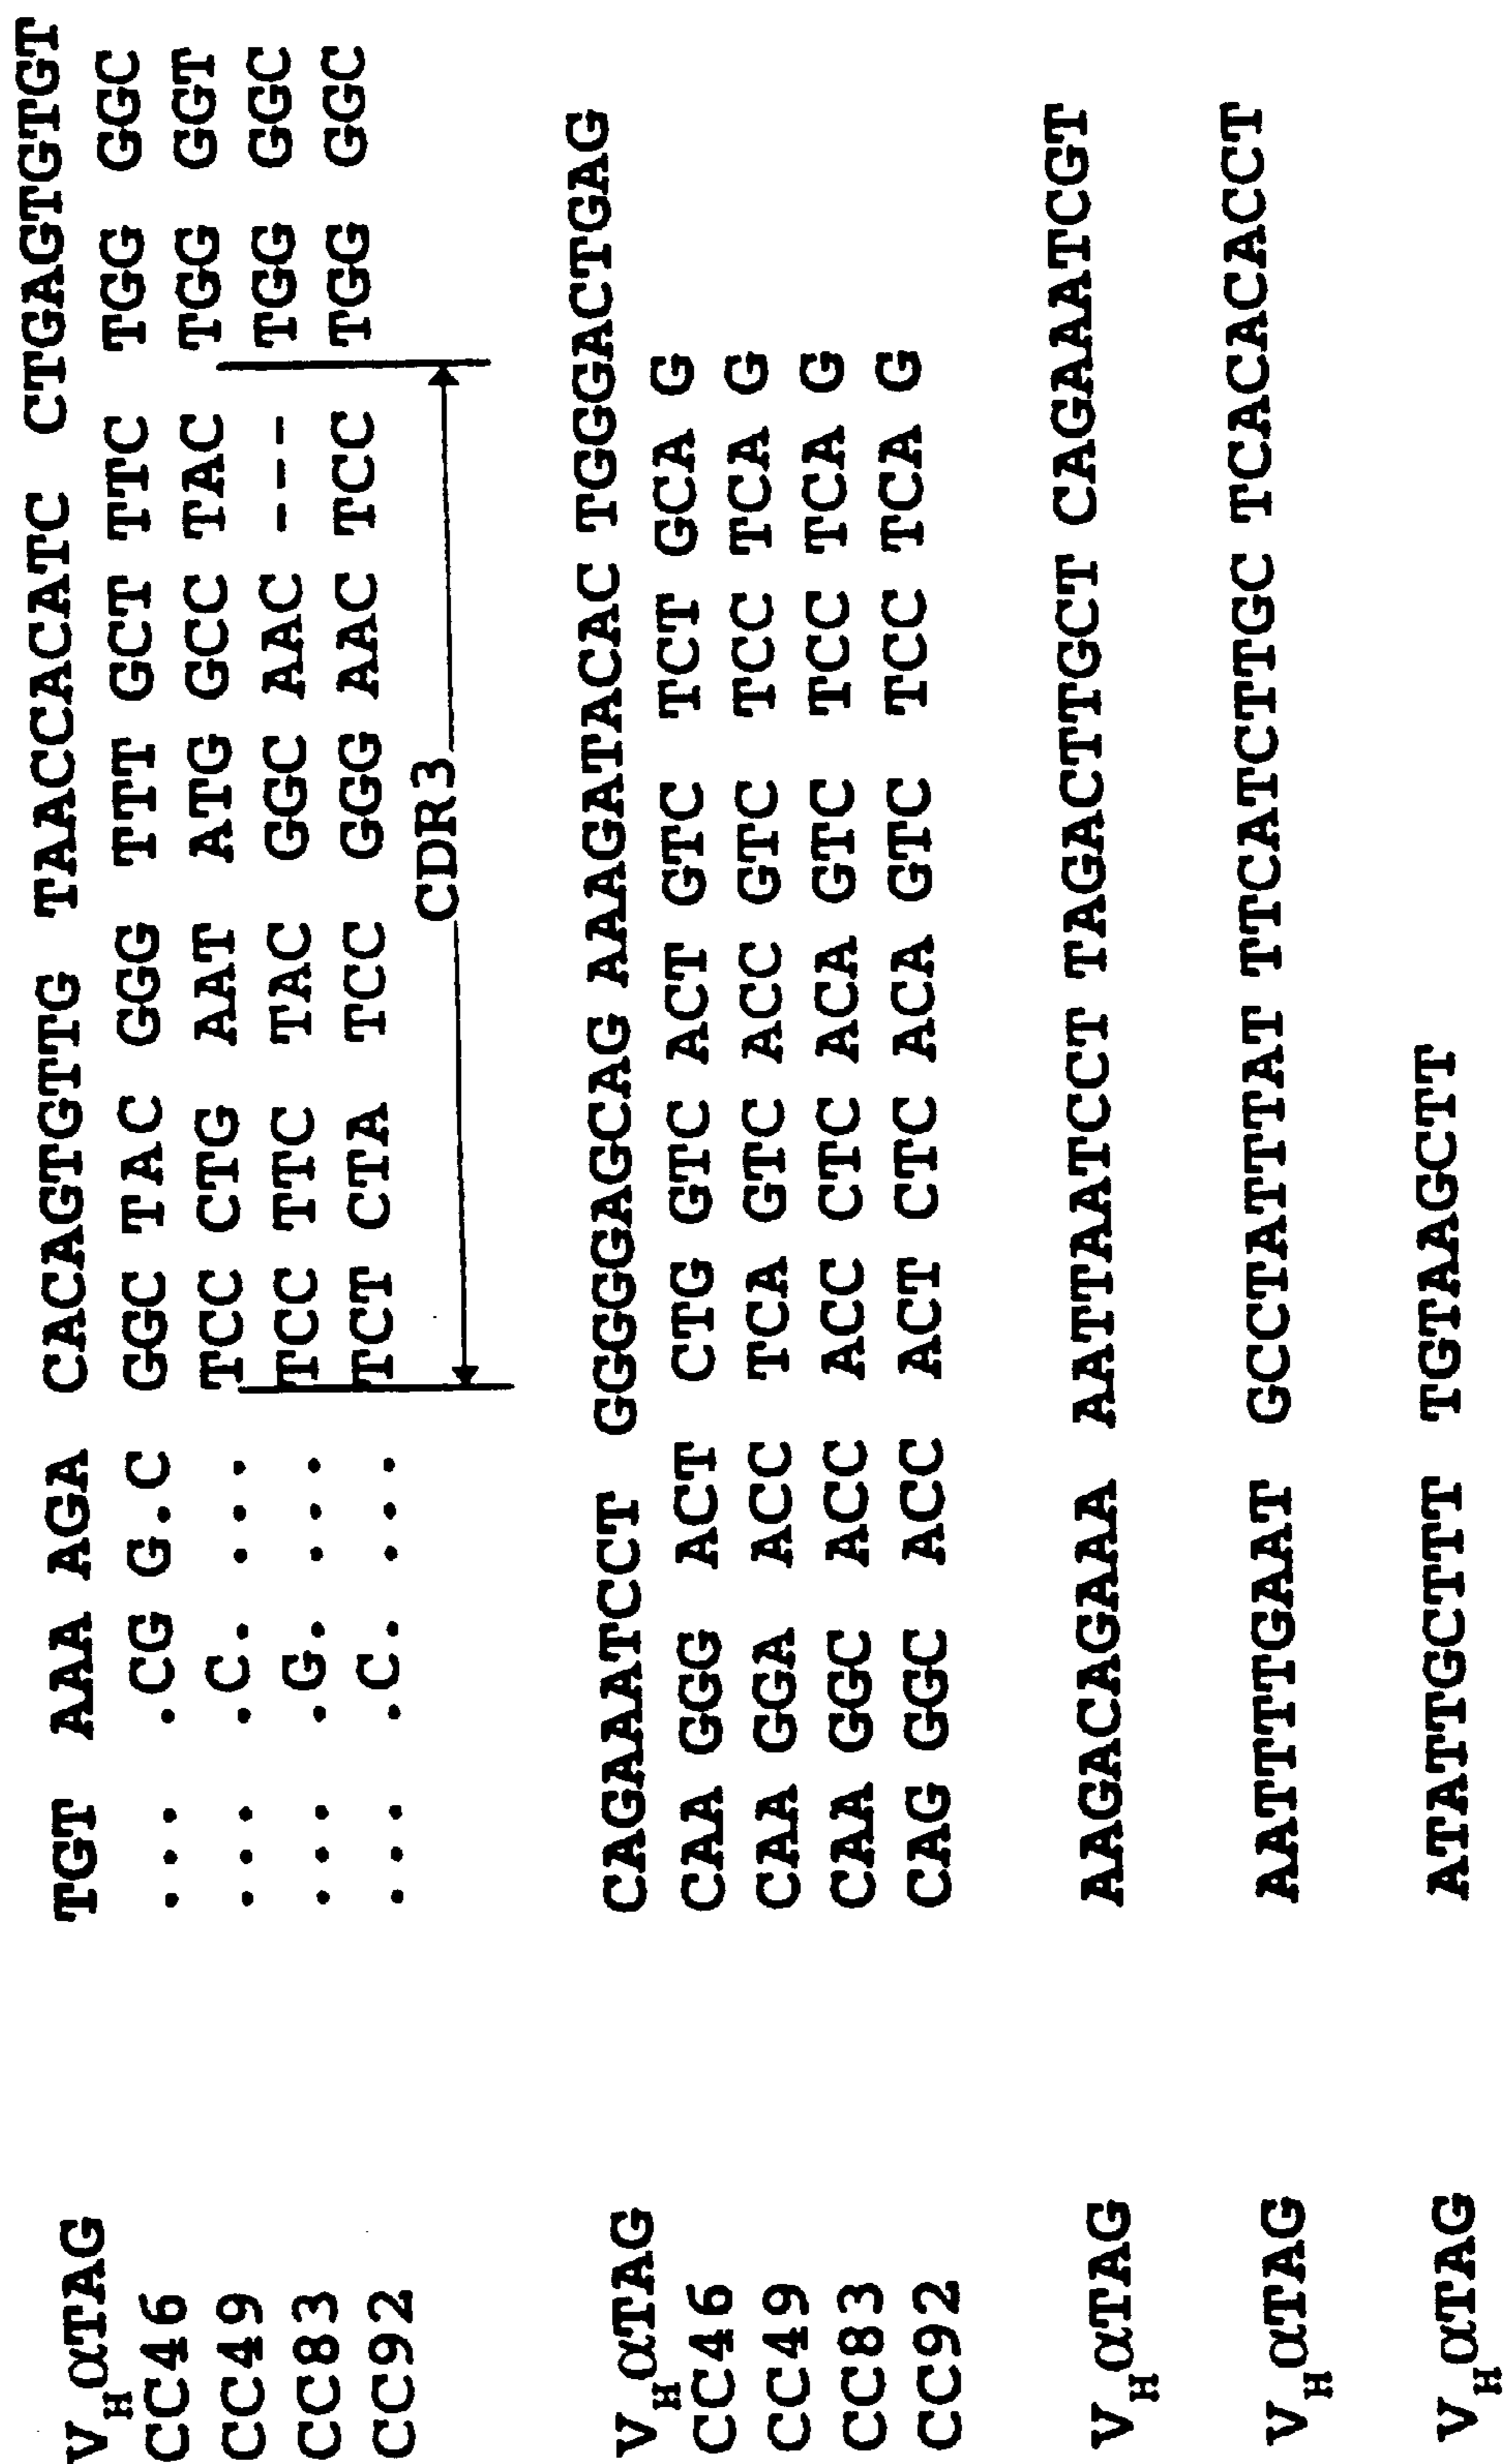 VHαTAG TGT AAA AGA CACAGTGTTG TAACCACATC CTGAGTGTGT
CC46 ... .CG G.C GGC TAC GGG TTT GCT TTC TGG GGC
CC49 ... .C. ... TCC CTG AAT ATG GCC TAC TGG GGT
CC83 ... .G. ... TCC TTC TAC GGC AAC --- TGG GGC
CC92 ... .C. ... TCT CTA TCC GGG AAC TCC TGG GGC
CDR3
VHαTAG CAGAAATCCT GGGGGAGCAG AAAGATACAC TGGGACTGAG
CC46 CAA GGG ACT CTG GTC ACT GTC TCT GCA G
CC49 CAA GGA ACC TCA GTC ACC GTC TCC TCA G
CC83 CAA GGC ACC ACC CTC ACA GTC TCC TCA G
CC92 CAG GGC ACC ACT CTC ACA GTC TCC TCA G
VHαTAG AAGACAGAAA AATTAATCCT TAGACTTGCT CAGAAATCGT
VHαTAG AATTTGAAT GCCTATTTAT TTCATCTTGC TCACACACCT
VHαTAG ATATTGCTTT TGTAAGCTT